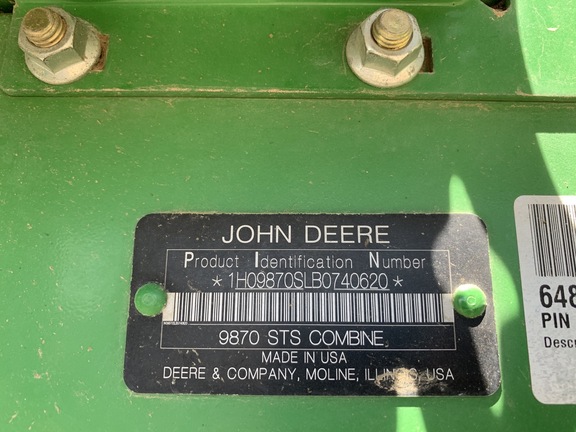 JOHN DEERE
Product Identification Number
*1H09870SLB0740620*
9870 STS COMBINE
MADE IN USA
DEERE & COMPANY, MOLINE, ILLINOIS, USA
648
PIN
Descr